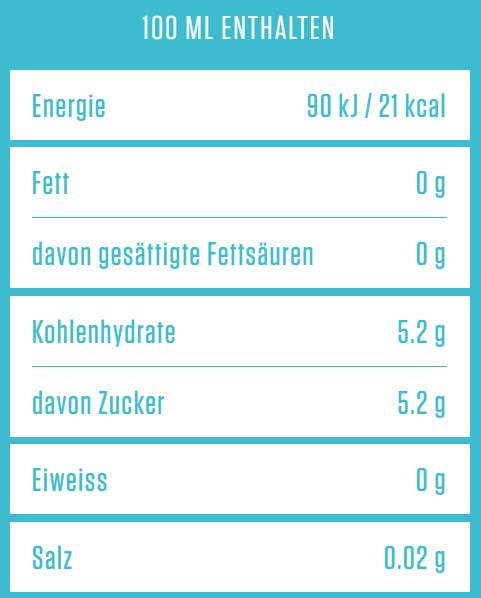 100 ML ENTHALTEN
Energie 90 kJ / 21 kcal
Fett 0 g
davon gesättigte Fettsäuren 0 g
Kohlenhydrate 5.2 g
davon Zucker 5.2 g
Eiweiss 0 g
Salz 0.02 g